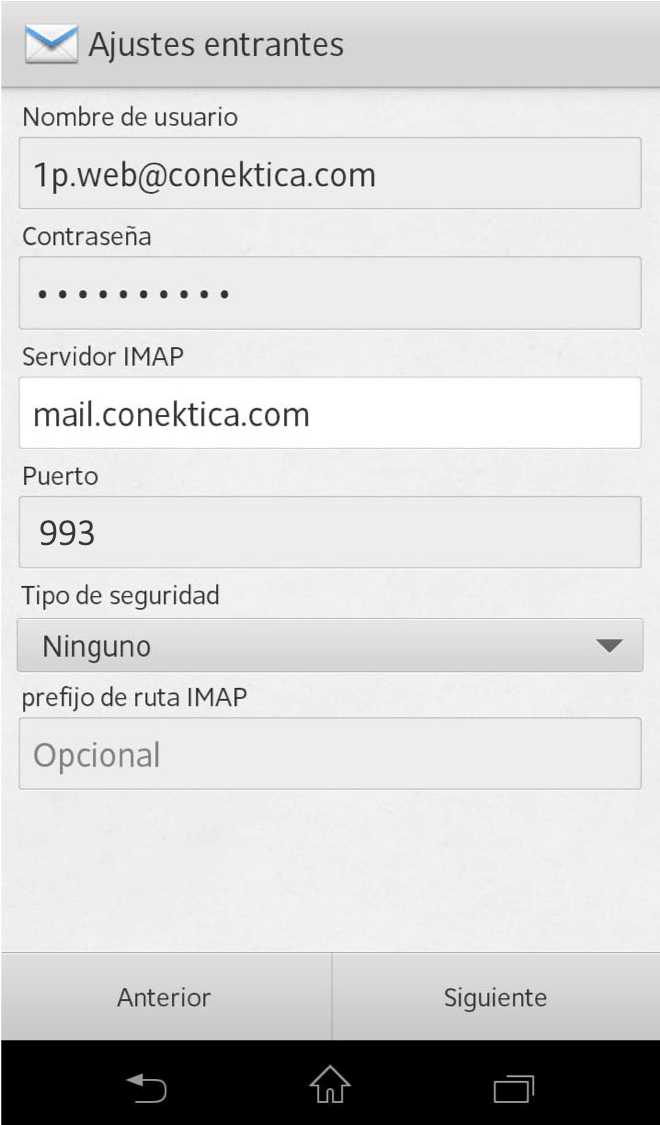 Ajustes entrantes
Nombre de usuario
1p.web@conektica.com
Contraseña
• • • • • • • • • •
Servidor IMAP
mail.conektica.com
Puerto
993
Tipo de seguridad
Ninguno
prefijo de ruta IMAP
Opcional
Anterior
Siguiente